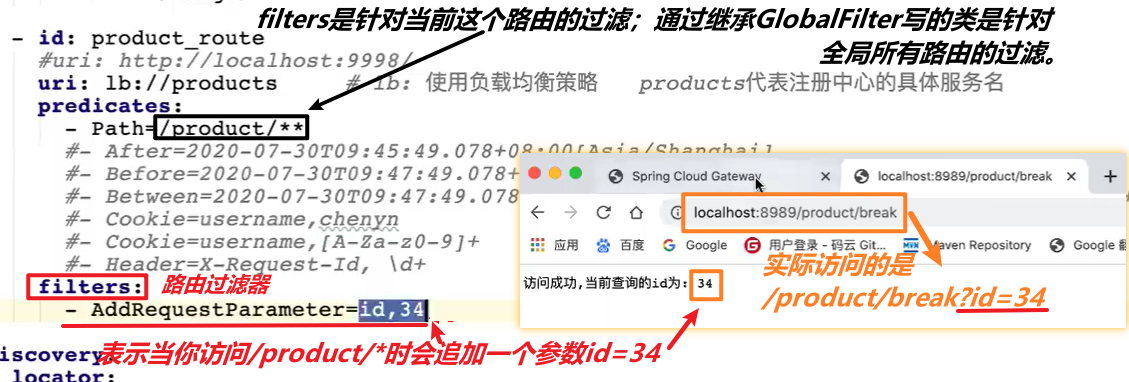 filters是针对当前这个路由的过滤；通过继承GlobalFilter写的类是针对
全局所有路由的过滤。
- id: product_route
#uri: http://localhost:9998/
uri: lb://products # lb: 使用负载均衡策略 products代表注册中心的具体服务名
predicates:
- Path=/product/**
#- After=2020-07-30T09:45:49.078+08:00[Asia/Shanghai]
#- Before=2020-07-30T09:47:49.078+
#- Between=2020-07-30T09:47:49.078
#- Cookie=username,chenyn
#- Cookie=username,[A-Za-z0-9]+
#- Header=X-Request-Id, \d+
filters: 路由过滤器
- AddRequestParameter=id,34
表示当你访问/product/*时会追加一个参数id=34
iscovery:
locator:
Spring Cloud Gateway
localhost:8989/product/break
localhost:8989/product/break
应用 百度 Google 用户登录 - 码云 Git... Maven Repository Google
访问成功,当前查询的id为: 34
实际访问的是
/product/break?id=34